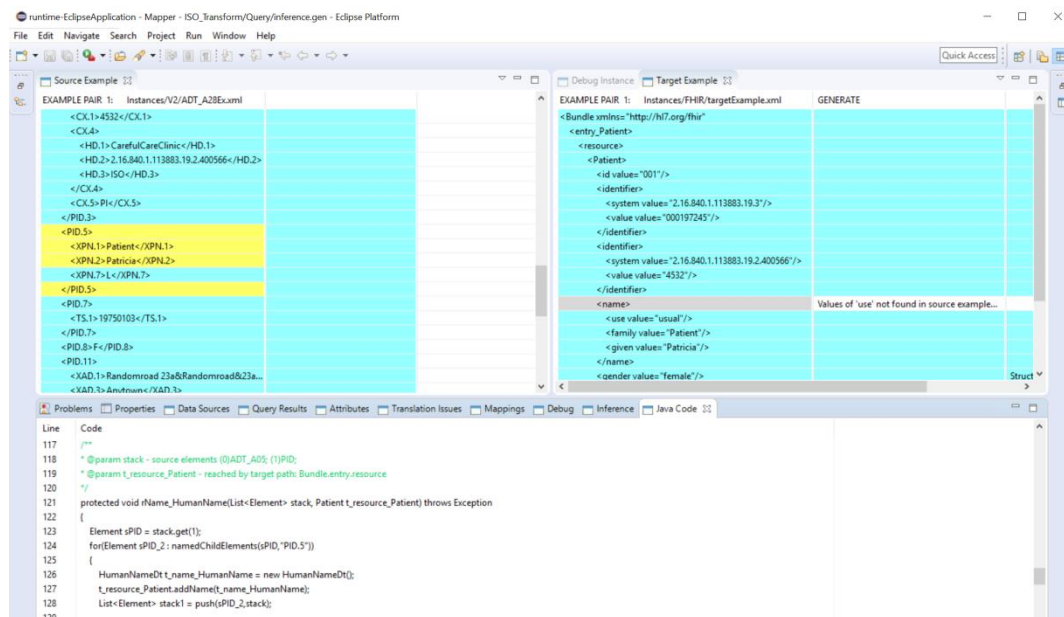 runtime-EclipseApplication - Mapper - ISO_Transform/Query/inference.gen - Eclipse Platform
File Edit Navigate Search Project Run Window Help
Quick Access
Source Example
EXAMPLE PAIR 1: Instances/V2/ADT_A28Ex.xml
<CX.1>4532</CX.1>
<CX.4>
<HD.1>CarefulCareClinic</HD.1>
<HD.2>2.16.840.1.113883.19.2.400566</HD.2>
<HD.3>ISO</HD.3>
</CX.4>
<CX.5>PI</CX.5>
</PID.3>
<PID.5>
<XPN.1>Patient</XPN.1>
<XPN.2>Patricia</XPN.2>
<XPN.7>L</XPN.7>
</PID.5>
<PID.7>
<TS.1>19750103</TS.1>
</PID.7>
<PID.8>F</PID.8>
<PID.11>
<XAD.1>Randomroad 23a&Randomroad&23a...
<XAD.3>Anytown</XAD.3>
Debug Instance Target Example
EXAMPLE PAIR 1: Instances/FHIR/targetExample.xml GENERATE
<Bundle xmlns="http://hl7.org/fhir"
<entry_Patient>
<resource>
<Patient>
<id value="001"/>
<identifier>
<system value="2.16.840.1.113883.19.3"/>
<value value="000197245"/>
</identifier>
<identifier>
<system value="2.16.840.1.113883.19.2.400566"/>
<value value="4532"/>
</identifier>
<name> Values of 'use' not found in source example...
<use value="usual"/>
<family value="Patient"/>
<given value="Patricia"/>
</name>
<gender value="female"/> Struct
Problems Properties Data Sources Query Results Attributes Translation Issues Mappings Debug Inference Java Code
Line Code
117 /**
118 * @param stack - source elements (0)ADT_A05; (1)PID;
119 * @param t_resource_Patient - reached by target path: Bundle.entry.resource
120 */
121 protected void rName_HumanName(List<Element> stack, Patient t_resource_Patient) throws Exception
122 {
123 Element sPID = stack.get(1);
124 for(Element sPID_2 : namedChildElements(sPID,"PID.5"))
125 {
126 HumanNameDt t_name_HumanName = new HumanNameDt();
127 t_resource_Patient.addName(t_name_HumanName);
128 List<Element> stack1 = push(sPID_2,stack);